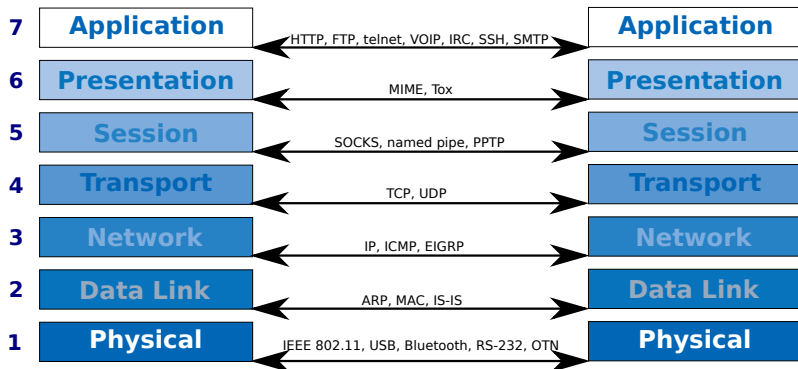 7 Application Application
HTTP, FTP, telnet, VOIP, IRC, SSH, SMTP
6 Presentation Presentation
MIME, Tox
5 Session Session
SOCKS, named pipe, PPTP
4 Transport Transport
TCP, UDP
3 Network Network
IP, ICMP, EIGRP
2 Data Link Data Link
ARP, MAC, IS-IS
1 Physical Physical
IEEE 802.11, USB, Bluetooth, RS-232, OTN